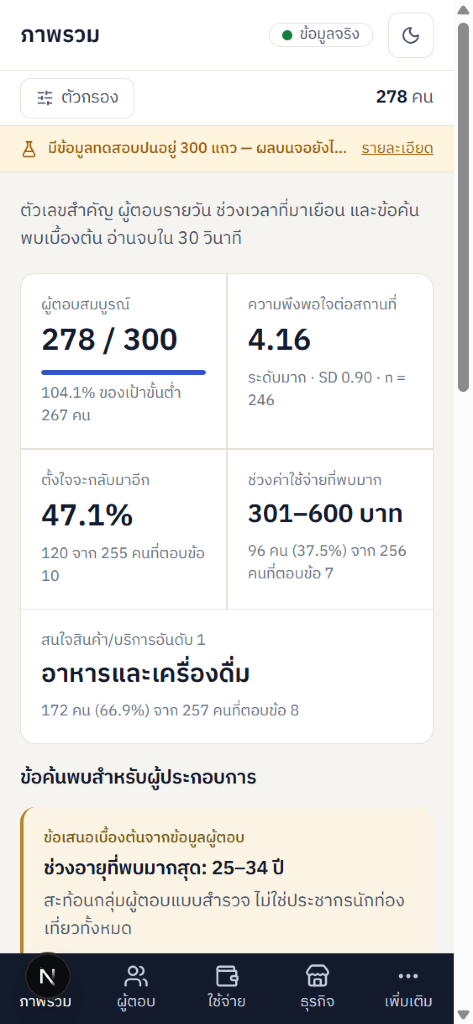 ภาพรวม
ข้อมูลจริง
ตัวกรอง
278 คน
มีข้อมูลทดสอบปนอยู่ 300 แถว — ผลบนจอยังไ...
รายละเอียด
ตัวเลขสำคัญ ผู้ตอบรายวัน ช่วงเวลาที่มาเยือน และข้อค้น
พบเบื้องต้น อ่านจบใน 30 วินาที
ผู้ตอบสมบูรณ์
278 / 300
104.1% ของเป้าขั้นต่ำ
267 คน
ความพึงพอใจต่อสถานที่
4.16
ระดับมาก · SD 0.90 · n =
246
ตั้งใจจะกลับมาอีก
47.1%
120 จาก 255 คนที่ตอบข้อ
10
ช่วงค่าใช้จ่ายที่พบมาก
301–600 บาท
96 คน (37.5%) จาก 256
คนที่ตอบข้อ 7
สนใจสินค้า/บริการอันดับ 1
อาหารและเครื่องดื่ม
172 คน (66.9%) จาก 257 คนที่ตอบข้อ 8
ข้อค้นพบสำหรับผู้ประกอบการ
ข้อเสนอเบื้องต้นจากข้อมูลผู้ตอบ
ช่วงอายุที่พบมากสุด: 25–34 ปี
สะท้อนกลุ่มผู้ตอบแบบสำรวจ ไม่ใช่ประชากรนักท่อง
เที่ยวทั้งหมด
N
ภาพรวม
ผู้ตอบ
ใช้จ่าย
ธุรกิจ
เพิ่มเติม